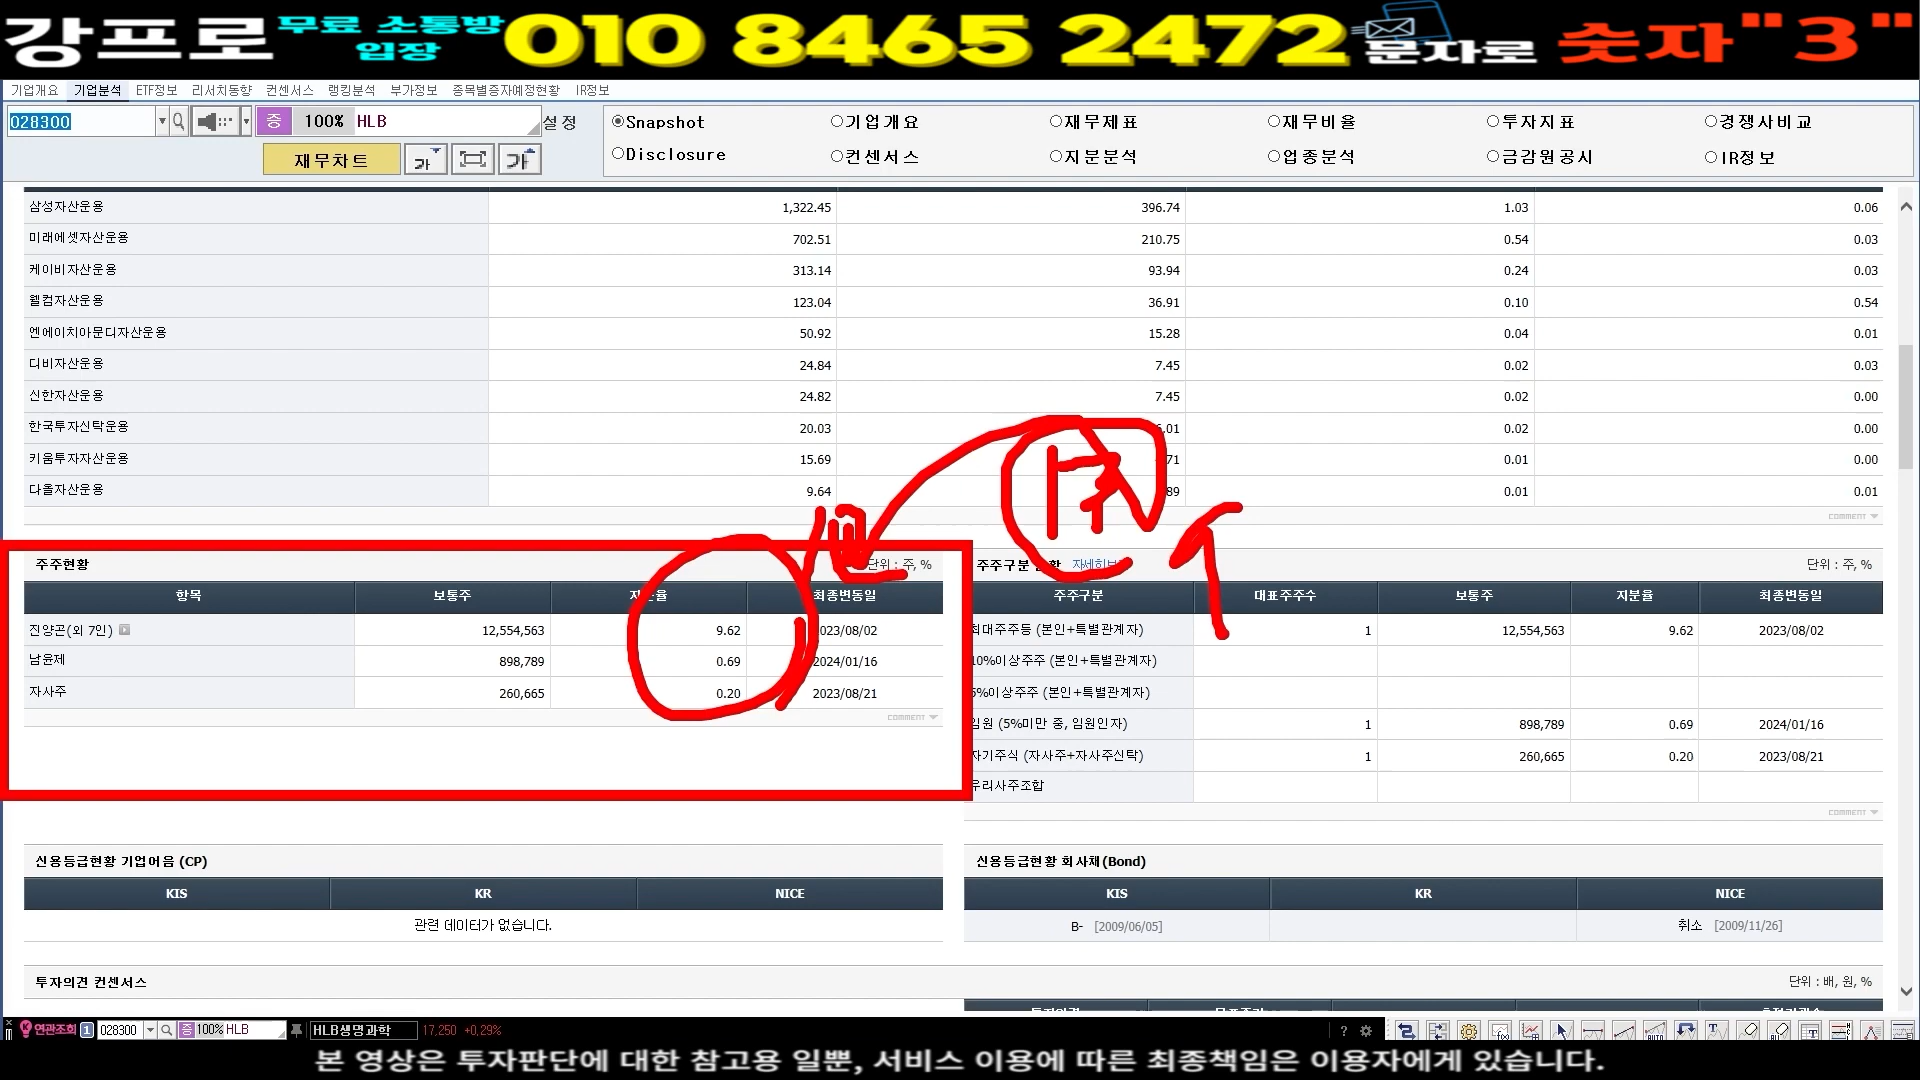 강프로 무료 소통방 입장 010 8465 2472 문자로 숫자"3"
기업개요 기업분석 ETF정보 리서치동향 컨센서스 랭킹분석 부가정보 종목별증자예정현황 IR정보
028300 증 100% HLB 설정
재무차트 가 가
Snapshot 기업개요 재무제표 재무비율 투자지표 경쟁사비교
Disclosure 컨센서스 지분분석 업종분석 금감원공시 IR정보
삼성자산운용 1,322.45 396.74 1.03 0.06
미래에셋자산운용 702.51 210.75 0.54 0.03
케이비자산운용 313.14 93.94 0.24 0.03
웰컴자산운용 123.04 36.91 0.10 0.54
엔에이치아문디자산운용 50.92 15.28 0.04 0.01
디비자산운용 24.84 7.45 0.02 0.03
신한자산운용 24.82 7.45 0.02 0.00
한국투자신탁운용 20.03 0.02 0.00
키움투자자산운용 15.69 0.01 0.00
다올자산운용 9.64 0.01 0.01
COMMENT
주주현황 단위 : 주, %
항목 보통주 지분율 최종변동일
진양곤(외 7인) 12,554,563 9.62 2023/08/02
남윤제 898,789 0.69 2024/01/16
자사주 260,665 0.20 2023/08/21
COMMENT
주주구분 현황 자세히보기 단위 : 주, %
주주구분 대표주주수 보통주 지분율 최종변동일
최대주주등 (본인+특별관계자) 1 12,554,563 9.62 2023/08/02
10%이상주주 (본인+특별관계자)
5%이상주주 (본인+특별관계자)
임원 (5%미만 중, 임원인자) 1 898,789 0.69 2024/01/16
자기주식 (자사주+자사주신탁) 1 260,665 0.20 2023/08/21
우리사주조합
COMMENT
신용등급현황 기업어음 (CP)
KIS KR NICE
관련 데이터가 없습니다.
신용등급현황 회사채(Bond)
KIS KR NICE
B- [2009/06/05] 취소 [2009/11/26]
투자의견 컨센서스 단위 : 배, 원, %
연관조회 1 028300 증 100% HLB HLB생명과학 17,250 +0,29%
본 영상은 투자판단에 대한 참고용 일뿐, 서비스 이용에 따른 최종책임은 이용자에게 있습니다.